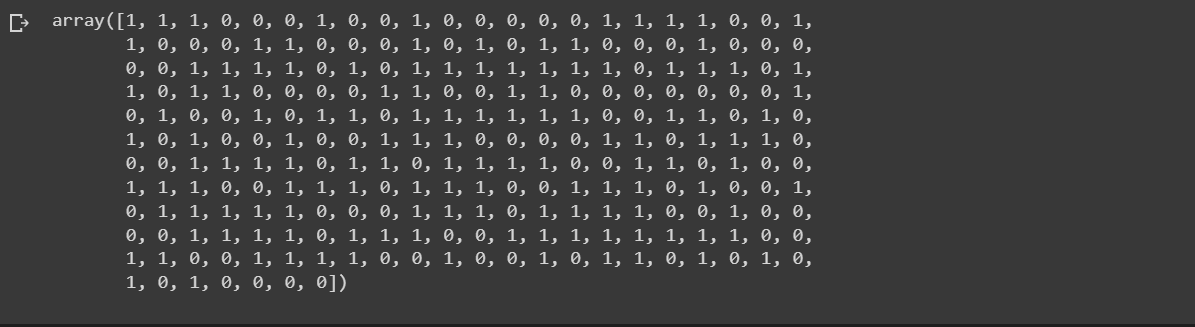 array([1, 1, 1, 0, 0, 0, 1, 0, 0, 1, 0, 0, 0, 0, 0, 1, 1, 1, 1, 0, 0, 1,
1, 0, 0, 0, 1, 1, 0, 0, 0, 1, 0, 1, 0, 1, 1, 0, 0, 0, 1, 0, 0, 0,
0, 0, 1, 1, 1, 1, 0, 1, 0, 1, 1, 1, 1, 1, 1, 1, 0, 1, 1, 1, 0, 1,
1, 0, 1, 1, 0, 0, 0, 0, 1, 1, 0, 0, 1, 1, 0, 0, 0, 0, 0, 0, 0, 1,
0, 1, 0, 0, 1, 0, 1, 1, 0, 1, 1, 1, 1, 1, 1, 0, 0, 1, 1, 0, 1, 0,
1, 0, 1, 0, 0, 1, 0, 0, 1, 1, 1, 0, 0, 0, 0, 1, 1, 0, 1, 1, 1, 0,
0, 0, 1, 1, 1, 1, 0, 1, 1, 0, 1, 1, 1, 1, 0, 0, 1, 1, 0, 1, 0, 0,
1, 1, 1, 0, 0, 1, 1, 1, 0, 1, 1, 1, 0, 0, 1, 1, 1, 0, 1, 0, 0, 1,
0, 1, 1, 1, 1, 1, 0, 0, 0, 1, 1, 1, 0, 1, 1, 1, 1, 0, 0, 1, 0, 0,
0, 0, 1, 1, 1, 1, 0, 1, 1, 1, 0, 0, 1, 1, 1, 1, 1, 1, 1, 1, 0, 0,
1, 1, 0, 0, 1, 1, 1, 1, 0, 0, 1, 0, 0, 1, 0, 1, 1, 0, 1, 0, 1, 0,
1, 0, 1, 0, 0, 0, 0])